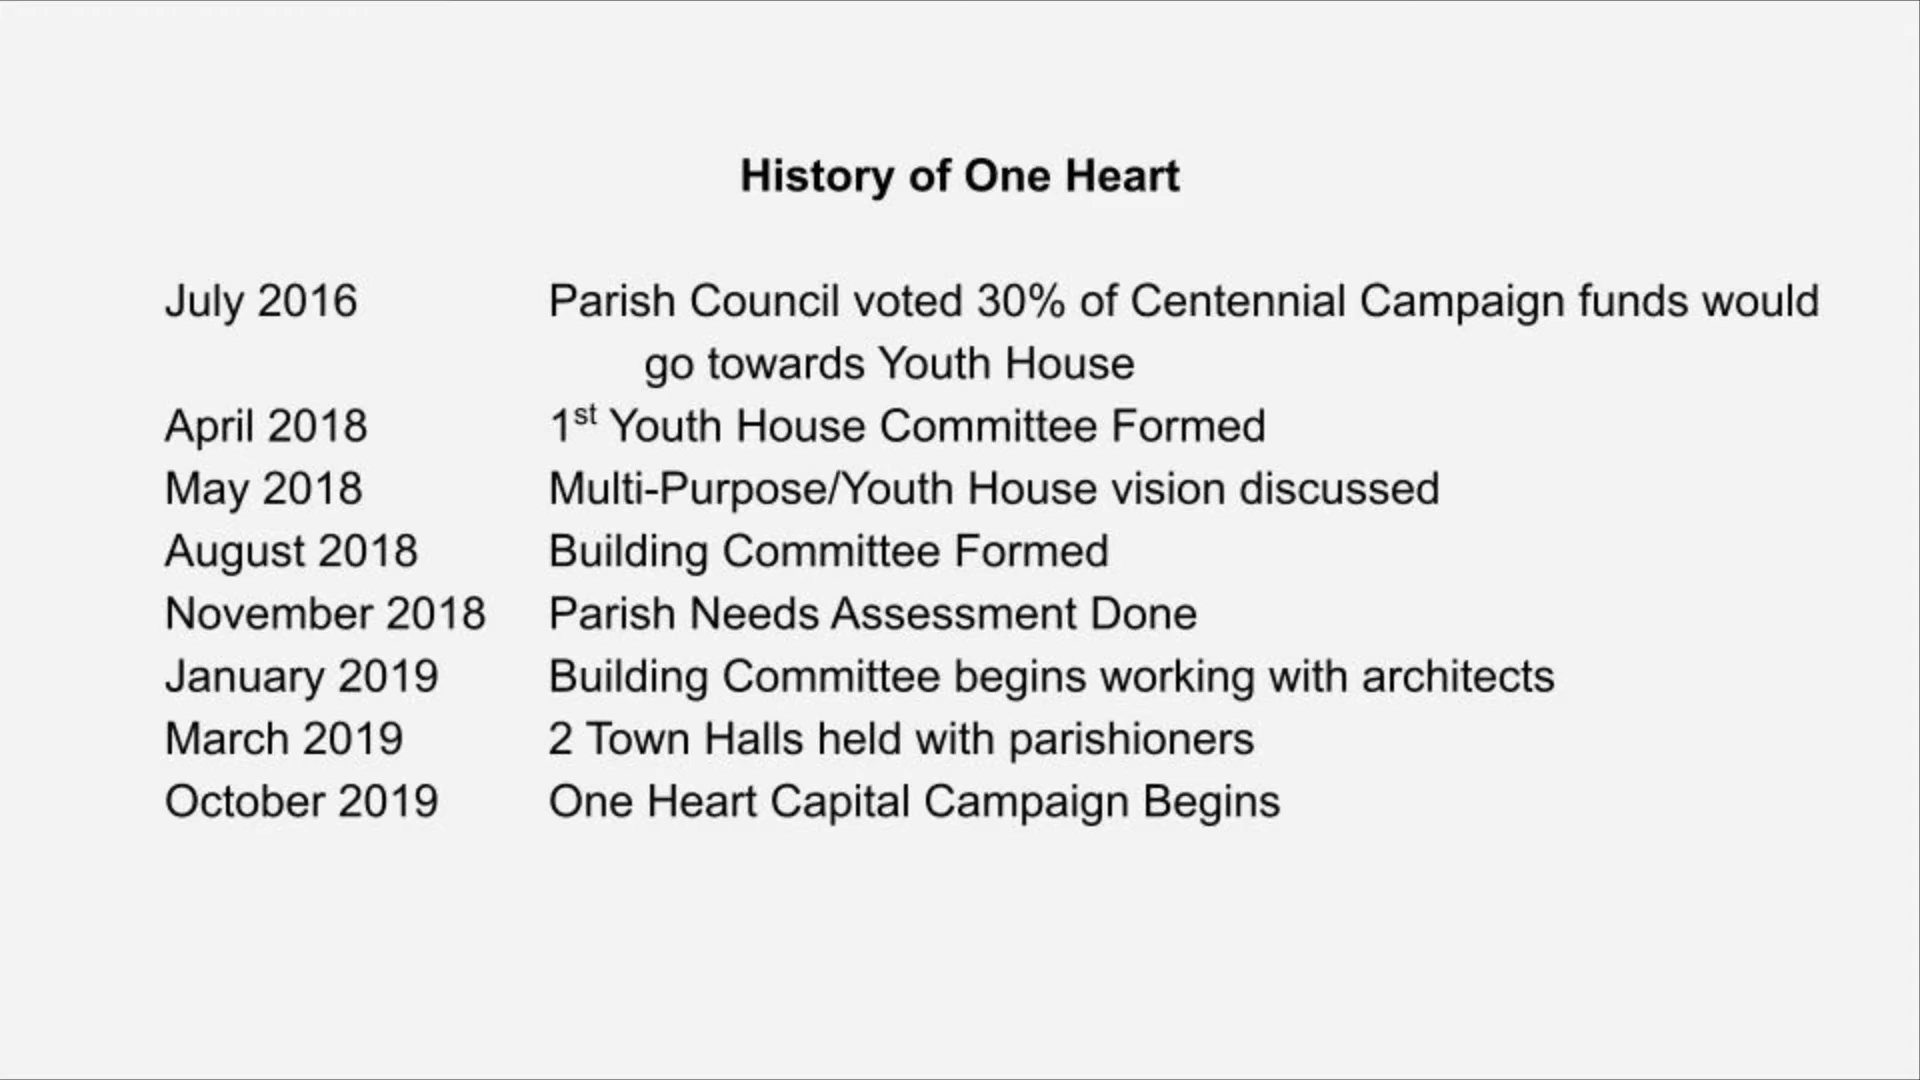 History of One Heart
July 2016 Parish Council voted 30% of Centennial Campaign funds would
go towards Youth House
April 2018 1st Youth House Committee Formed
May 2018 Multi-Purpose/Youth House vision discussed
August 2018 Building Committee Formed
November 2018 Parish Needs Assessment Done
January 2019 Building Committee begins working with architects
March 2019 2 Town Halls held with parishioners
October 2019 One Heart Capital Campaign Begins